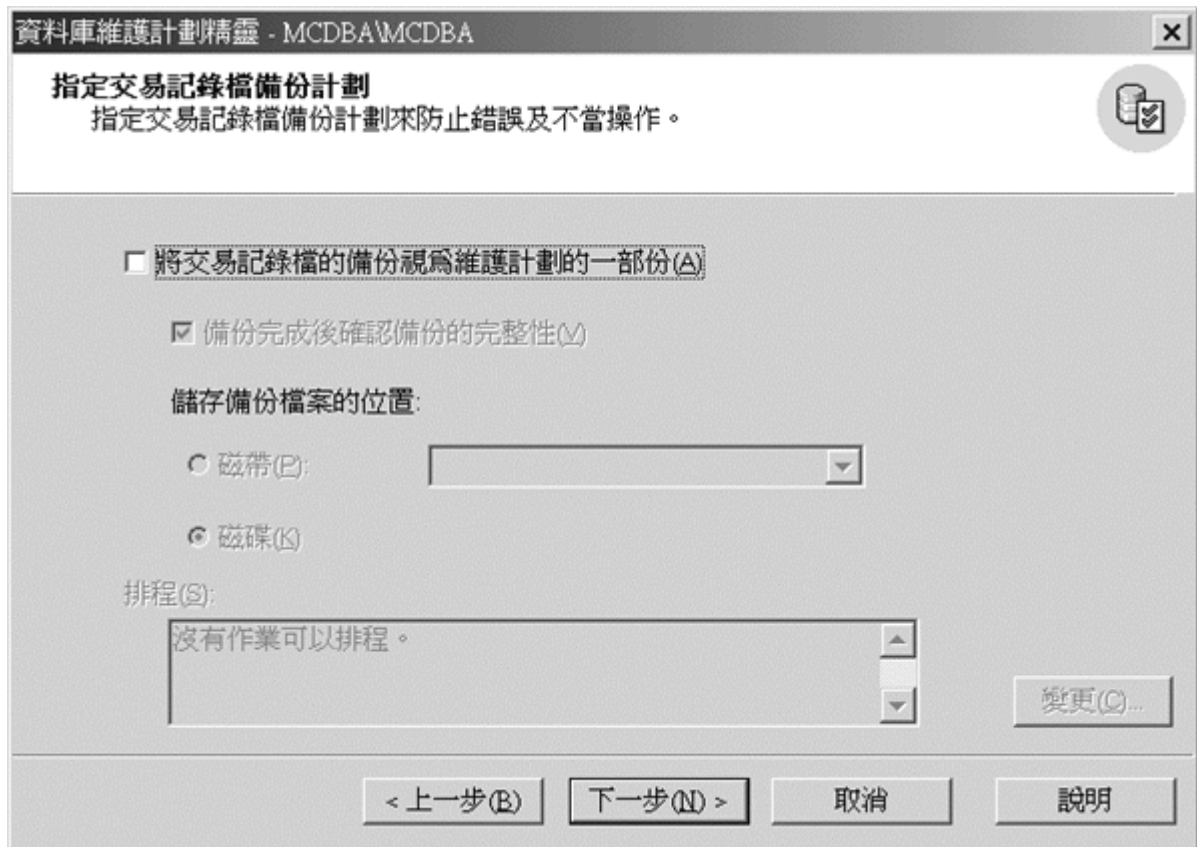 資料庫維護計劃精靈 - MCDBA\MCDBA
指定交易記錄檔備份計劃
指定交易記錄檔備份計劃來防止錯誤及不當操作。
將交易記錄檔的備份視為維護計劃的一部份(A)
備份完成後確認備份的完整性(V)
儲存備份檔案的位置:
磁帶(P):
磁碟(K)
排程(S):
沒有作業可以排程。
變更(C)...
< 上一步(B)
下一步(N) >
取消
說明